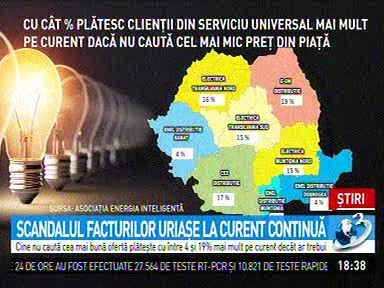 CU CÂT % PLĂTESC CLIENȚII DIN SERVICIU UNIVERSAL MAI MULT
PE CURENT DACĂ NU CAUTĂ CEL MAI MIC PREȚ DIN PIAȚĂ
ELECTRICA
TRANSILVANIA NORD
16 %
E-ON
DISTRIBUȚIE
19 %
ENEL
DISTRIBUȚIE
BANAT
4 %
ELECTRICA
TRANSILVANIA SUD
15 %
ELECTRICA
MUNTENIA NORD
15 %
CEZ
DISTRIBUȚIE
17 %
ENEL
DISTRIBUȚIE
MUNTENIA
ENEL
DISTRIBUȚIE
DOBROGEA
4 %
SURSA: ASOCIAȚIA ENERGIA INTELIGENTĂ
ȘTIRI
SCANDALUL FACTURILOR URIAȘE LA CURENT CONTINUĂ
Cine nu caută cea mai bună ofertă plătește cu între 4 și 19% mai mult pe curent decât ar trebui
3
24 DE ORE AU FOST EFECTUATE 27.564 DE TESTE RT-PCR ȘI 10.821 DE TESTE RAPIDE
18:38